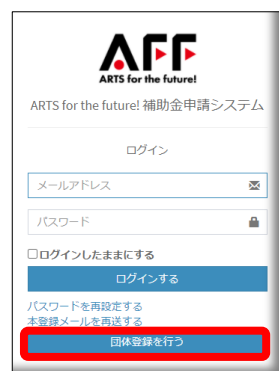 AFF
ARTS for the future!
ARTS for the future! 補助金申請システム
ログイン
メールアドレス
パスワード
ログインしたままにする
ログインする
パスワードを再設定する
本登録メールを再送する
団体登録を行う